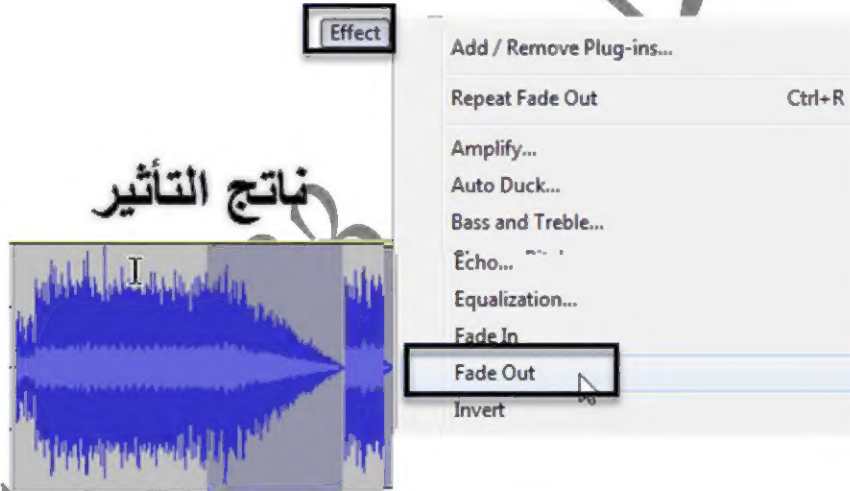 Effect
Add / Remove Plug-ins...
Repeat Fade Out Ctrl+R
Amplify...
Auto Duck...
Bass and Treble...
Echo...
Equalization...
Fade In
Fade Out
Invert
ناتج التأثير